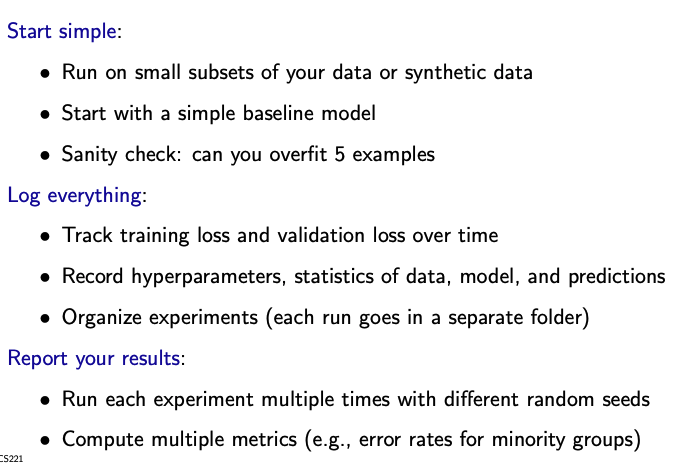 Start simple:
• Run on small subsets of your data or synthetic data
• Start with a simple baseline model
• Sanity check: can you overfit 5 examples
Log everything:
• Track training loss and validation loss over time
• Record hyperparameters, statistics of data, model, and predictions
• Organize experiments (each run goes in a separate folder)
Report your results:
• Run each experiment multiple times with different random seeds
• Compute multiple metrics (e.g., error rates for minority groups)
CS221